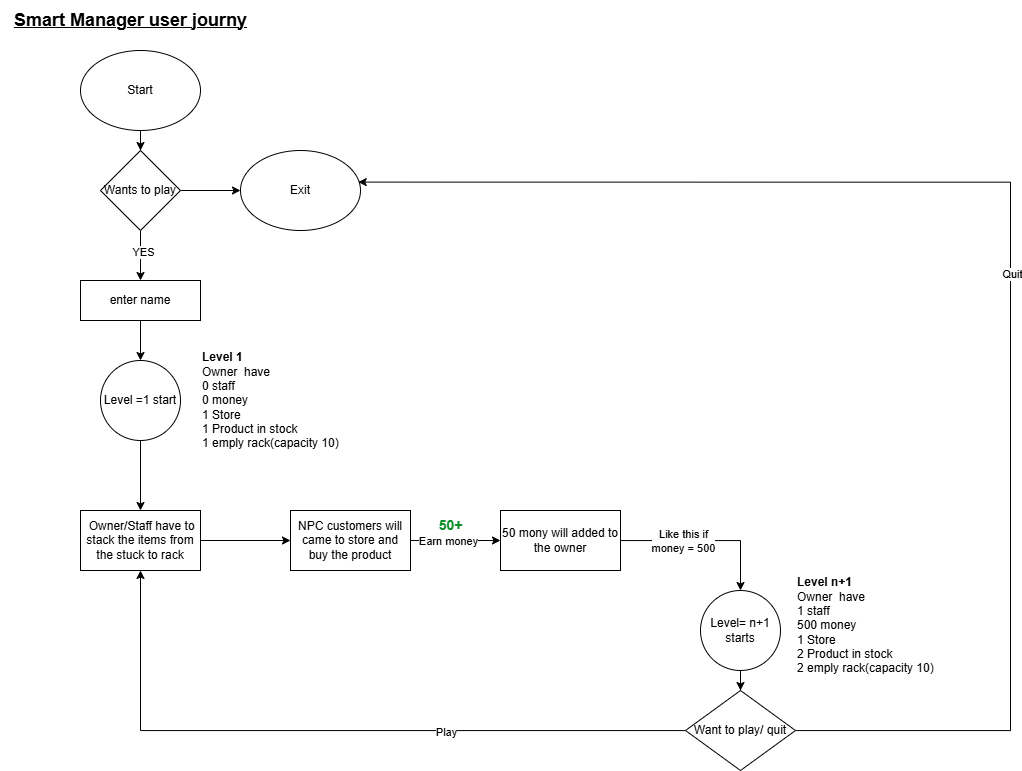 Smart Manager user journy
Start
Wants to play
Exit
YES
Quit
enter name
Level =1 start
Level 1
Owner  have
0 staff
0 money
1 Store
1 Product in stock
1 emply rack(capacity 10)
Owner/Staff have to
stack the items from
the stuck to rack
NPC customers will
came to store and
buy the product
50+
Earn money
50 mony will added to
the owner
Like this if
money = 500
Level= n+1
starts
Level n+1
Owner  have
1 staff
500 money
1 Store
2 Product in stock
2 emply rack(capacity 10)
Want to play/ quit
Play